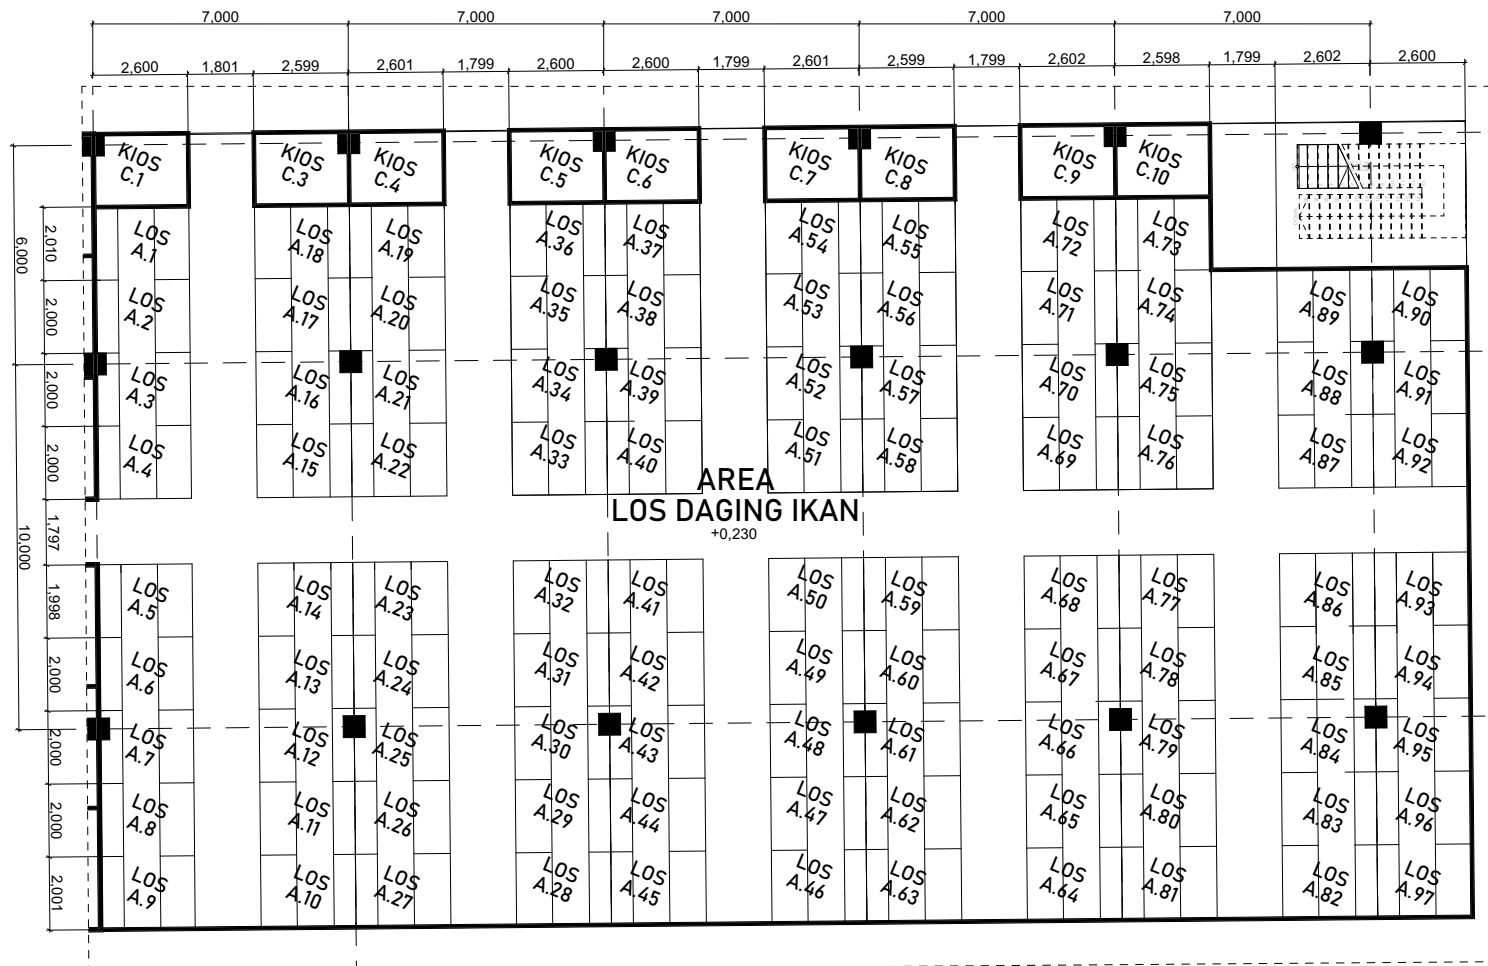 7,000 7,000 7,000 7,000 7,000
2,600 1,801 2,599 2,601 1,799 2,600 2,600 1,799 2,601 2,599 1,799 2,602 2,598 1,799 2,602 2,600
KIOS
C.1
KIOS
C.3
KIOS
C.4
KIOS
C.5
KIOS
C.6
KIOS
C.7
KIOS
C.8
KIOS
C.9
KIOS
C.10
6,000
10,000
2,010
2,000
2,000
2,000
1,797
1,998
2,000
2,000
2,000
2,001
LOS
A.1
LOS
A.18
LOS
A.19
LOS
A.36
LOS
A.37
LOS
A.54
LOS
A.55
LOS
A.72
LOS
A.73
LOS
A.2
LOS
A.17
LOS
A.20
LOS
A.35
LOS
A.38
LOS
A.53
LOS
A.56
LOS
A.71
LOS
A.74
LOS
A.89
LOS
A.90
LOS
A.3
LOS
A.16
LOS
A.21
LOS
A.34
LOS
A.39
LOS
A.52
LOS
A.57
LOS
A.70
LOS
A.75
LOS
A.88
LOS
A.91
LOS
A.4
LOS
A.15
LOS
A.22
LOS
A.33
LOS
A.40
LOS
A.51
LOS
A.58
LOS
A.69
LOS
A.76
LOS
A.87
LOS
A.92
AREA
LOS DAGING IKAN
+0,230
LOS
A.5
LOS
A.14
LOS
A.23
LOS
A.32
LOS
A.41
LOS
A.50
LOS
A.59
LOS
A.68
LOS
A.77
LOS
A.86
LOS
A.93
LOS
A.6
LOS
A.13
LOS
A.24
LOS
A.31
LOS
A.42
LOS
A.49
LOS
A.60
LOS
A.67
LOS
A.78
LOS
A.85
LOS
A.94
LOS
A.7
LOS
A.12
LOS
A.25
LOS
A.30
LOS
A.43
LOS
A.48
LOS
A.61
LOS
A.66
LOS
A.79
LOS
A.84
LOS
A.95
LOS
A.8
LOS
A.11
LOS
A.26
LOS
A.29
LOS
A.44
LOS
A.47
LOS
A.62
LOS
A.65
LOS
A.80
LOS
A.83
LOS
A.96
LOS
A.9
LOS
A.10
LOS
A.27
LOS
A.28
LOS
A.45
LOS
A.46
LOS
A.63
LOS
A.64
LOS
A.81
LOS
A.82
LOS
A.97